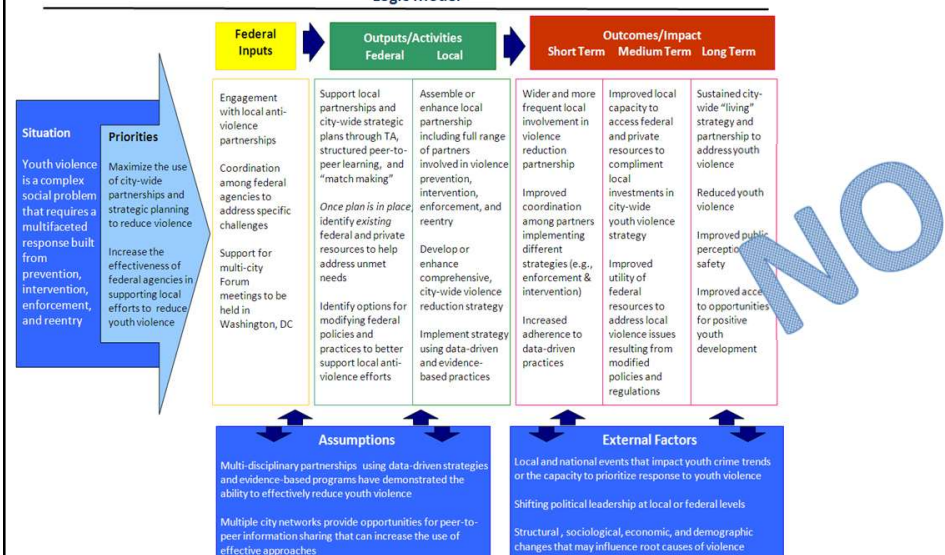 Logic Model
Federal
Inputs
Outputs/Activities
Federal Local
Outcomes/Impact
Short Term Medium Term Long Term
Situation
Youth violence
is a complex
social problem
that requires a
multifaceted
response built
from
prevention,
intervention,
enforcement,
and reentry
Priorities
Maximize the use
of city-wide
partnerships and
strategic planning
to reduce violence
Increase the
effectiveness of
federal agencies in
supporting local
efforts to reduce
youth violence
Engagement
with local anti-
violence
partnerships
Coordination
among federal
agencies to
address specific
challenges
Support for
multi-city
Forum
meetings to be
held in
Washington, DC
Support local
partnerships and
city-wide strategic
plans through TA,
structured peer-to-
peer learning, and
“match making”
Once plan is in place,
identify existing
federal and private
resources to help
address unmet
needs
Identify options for
modifying federal
policies and
practices to better
support local anti-
violence efforts
Assemble or
enhance local
partnership
including full range
of partners
involved in violence
prevention,
intervention,
enforcement, and
reentry
Develop or
enhance
comprehensive,
city-wide violence
reduction strategy
Implement strategy
using data-driven
and evidence-
based practices
Wider and more
frequent local
involvement in
violence
reduction
partnership
Improved
coordination
among partners
implementing
different
strategies (e.g.,
enforcement &
intervention)
Increased
adherence to
data-driven
practices
Improved local
capacity to
access federal
and private
resources to
compliment
local
investments in
city-wide
youth violence
strategy
Improved
utility of
federal
resources to
address local
violence issues
resulting from
modified
policies and
regulations
Sustained city-
wide “living”
strategy and
partnership to
address youth
violence
Reduced youth
violence
Improved public
safety
Improved
to opportunities
for positive
youth
development
NO
Assumptions
Multi-disciplinary partnerships using data-driven strategies
and evidence-based programs have demonstrated the
ability to effectively reduce youth violence
Multiple city networks provide opportunities for peer-to-
peer information sharing that can increase the use of
effective approaches
External Factors
Local and national events that impact youth crime trends
or the capacity to prioritize response to youth violence
Shifting political leadership at local or federal levels
Structural , sociological, economic, and demographic
changes that may influence root causes of violence